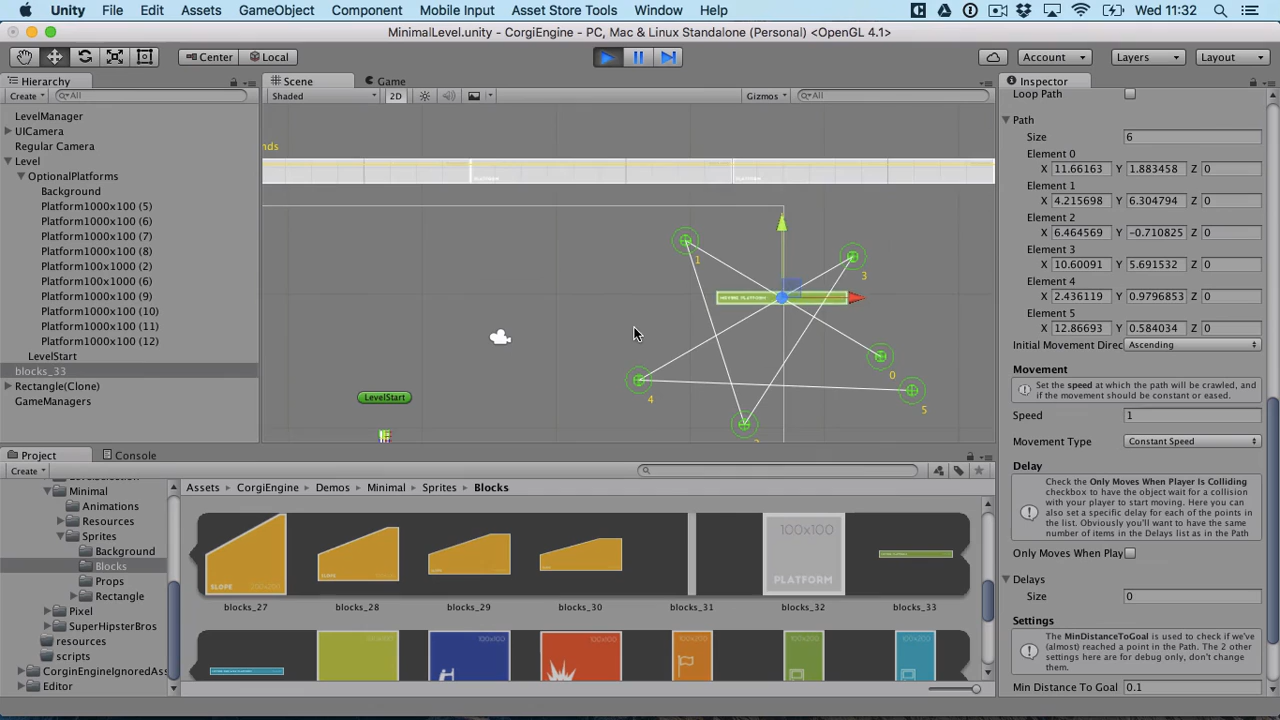 Unity File Edit Assets GameObject Component Mobile Input Asset Store Tools Window Help Wed 11:32
MinimalLevel.unity - CorgiEngine - PC, Mac & Linux Standalone (Personal) <OpenGL 4.1>
Center Local Account Layers Layout
Hierarchy
Create All
LevelManager
UICamera
Regular Camera
Level
OptionalPlatforms
Background
Platform1000x100 (5)
Platform1000x100 (6)
Platform1000x100 (7)
Platform1000x100 (8)
Platform100x1000 (2)
Platform1000x100 (6)
Platform1000x100 (9)
Platform1000x100 (10)
Platform1000x100 (11)
Platform1000x100 (12)
LevelStart
blocks_33
Rectangle(Clone)
GameManagers
Scene Game
Shaded 2D Gizmos All
nds
PLATFORM PLATFORM
1
3
MOVING PLATFORM
0
4
5
LevelStart
Inspector
Loop Path
Path
Size 6
Element 0
X 11.66163 Y 1.883458 Z 0
Element 1
X 4.215698 Y 6.304794 Z 0
Element 2
X 6.464569 Y -0.710825 Z 0
Element 3
X 10.60091 Y 5.691532 Z 0
Element 4
X 2.436119 Y 0.9796853 Z 0
Element 5
X 12.86693 Y 0.584034 Z 0
Initial Movement Direc Ascending
Movement
Set the speed at which the path will be crawled, and
if the movement should be constant or eased.
Speed 1
Movement Type Constant Speed
Delay
Check the Only Moves When Player Is Colliding
checkbox to have the object wait for a collision
with your player to start moving. Here you can
also set a specific delay for each of the points in
the list. Obviously you'll want to have the same
number of items in the Delays list as in the Path
Only Moves When Play
Delays
Size 0
Settings
The MinDistanceToGoal is used to check if we've
(almost) reached a point in the Path. The 2 other
settings here are for debug only, don't change
them.
Min Distance To Goal 0.1
Project Console
Create
Minimal
Animations
Resources
Sprites
Background
Blocks
Props
Rectangle
Pixel
SuperHipsterBros
resources
scripts
CorginEngineIgnoredAss
Editor
Assets CorgiEngine Demos Minimal Sprites Blocks
SLOPE
100x100
PLATFORM
blocks_27 blocks_28 blocks_29 blocks_30 blocks_31 blocks_32 blocks_33